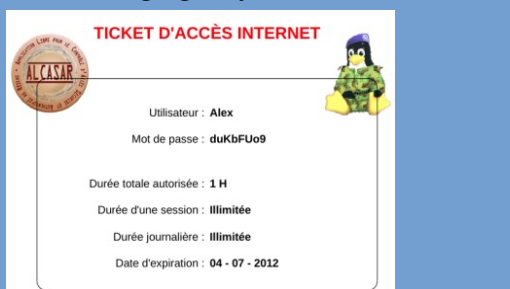 TICKET D'ACCÈS INTERNET
ALCASAR
Utilisateur : Alex
Mot de passe : duKbFUo9
Durée totale autorisée : 1 H
Durée d'une session : Illimitée
Durée journalière : Illimitée
Date d'expiration : 04 - 07 - 2012